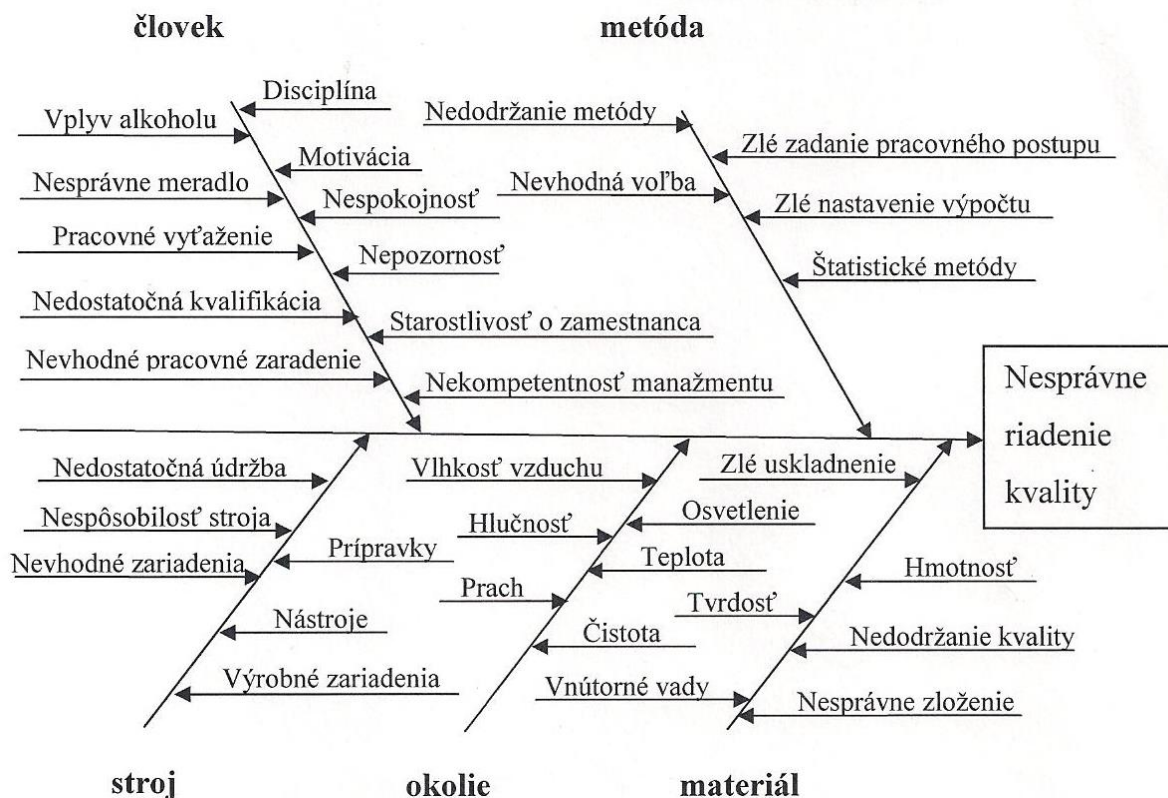 človek
metóda
Disciplína
Vplyv alkoholu
Motivácia
Nesprávne meradlo
Nespokojnosť
Pracovné vyťaženie
Nepozornosť
Nedostatočná kvalifikácia
Starostlivosť o zamestnanca
Nevhodné pracovné zaradenie
Nekompetentnosť manažmentu
Nedodržanie metódy
Zlé zadanie pracovného postupu
Nevhodná voľba
Zlé nastavenie výpočtu
Štatistické metódy
Nesprávne
riadenie
kvality
Nedostatočná údržba
Nespôsobilosť stroja
Prípravky
Nevhodné zariadenia
Nástroje
Výrobné zariadenia
Vlhkosť vzduchu
Osvetlenie
Hlučnosť
Teplota
Prach
Čistota
Zlé uskladnenie
Hmotnosť
Tvrdosť
Nedodržanie kvality
Vnútorné vady
Nesprávne zloženie
stroj
okolie
materiál